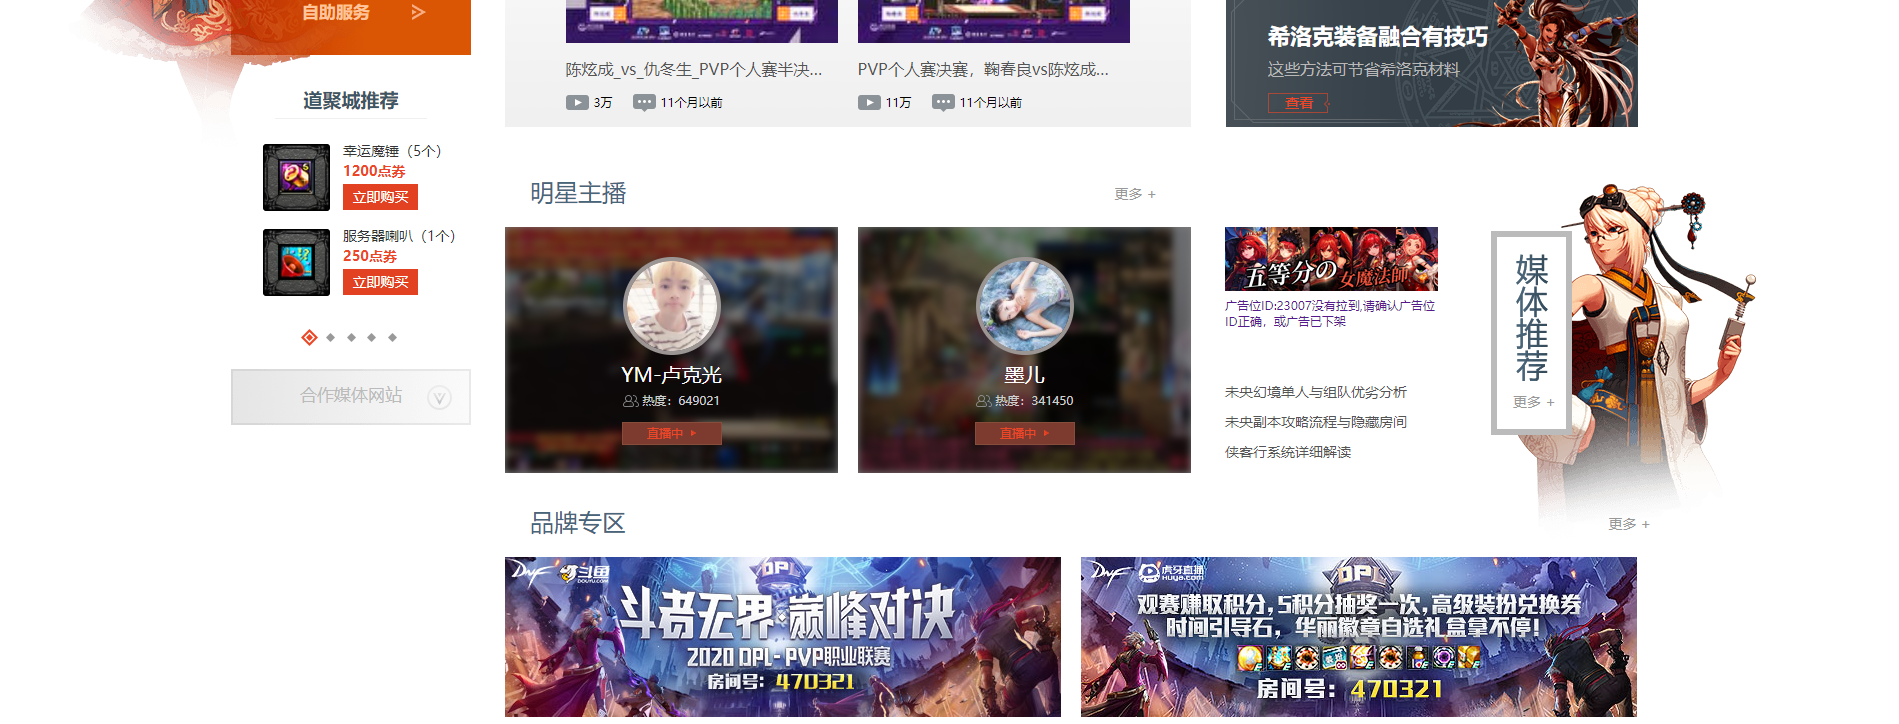 自助服务
道聚城推荐
幸运魔锤（5个）
1200点券
立即购买
服务器喇叭（1个）
250点券
立即购买
合作媒体网站
陈炫成_vs_仇冬生_PVP个人赛半决...
3万
11个月以前
PVP个人赛决赛，鞠春良vs陈炫成...
11万
11个月以前
希洛克装备融合有技巧
这些方法可节省希洛克材料
查看
明星主播
更多 +
YM-卢克光
热度：649021
直播中
墨儿
热度：341450
直播中
五等分の女魔法師
广告位ID:23007没有拉到,请确认广告位
ID正确，或广告已下架
未央幻境单人与组队优劣分析
未央副本攻略流程与隐藏房间
侠客行系统详细解读
媒体推荐
更多 +
品牌专区
更多 +
DNF 斗鱼
DOUYU.COM
DPL
斗者无界·巅峰对决
2020 DPL- PVP职业联赛
房间号：470321
DNF 虎牙直播
Huya.com
DPL
观赛赚取积分，5积分抽奖一次，高级装扮兑换券
时间引导石，华丽徽章自选礼盒拿不停！
房间号：470321